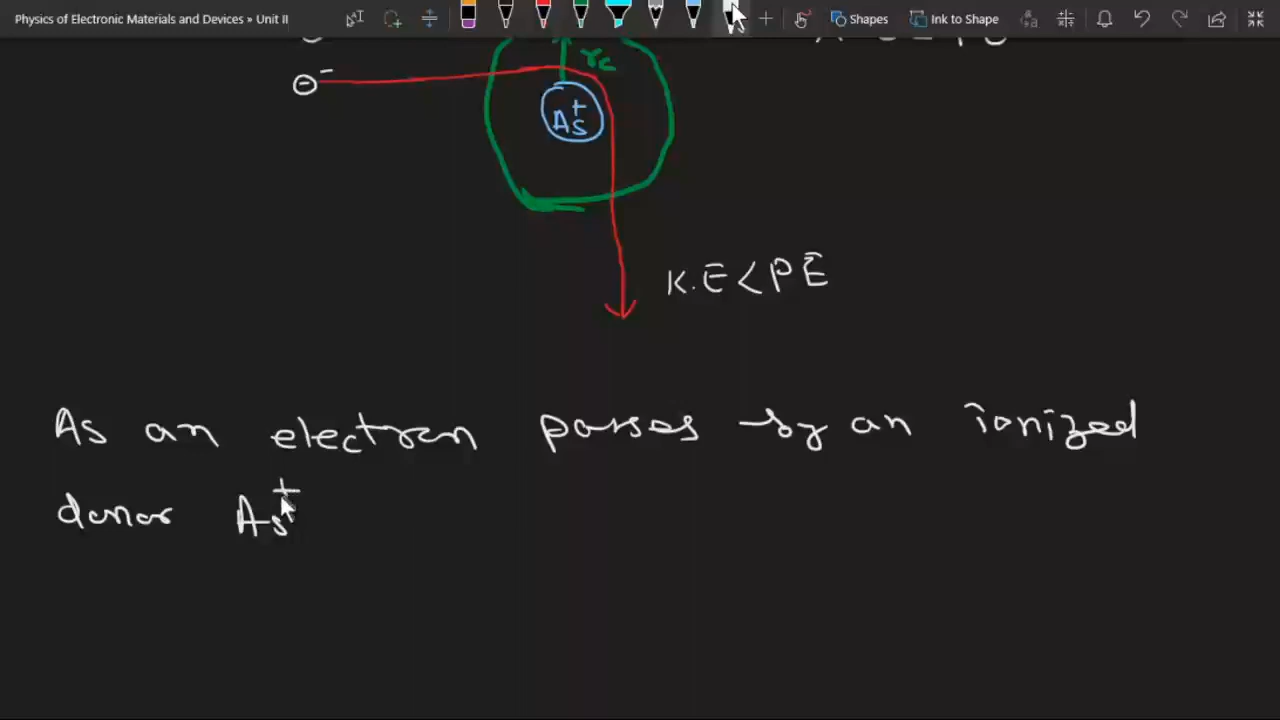 Physics of Electronic Materials and Devices » Unit II
Shapes
Ink to Shape
rc
As+
K.E < PE
As an electron passes by an ionized
donor As+